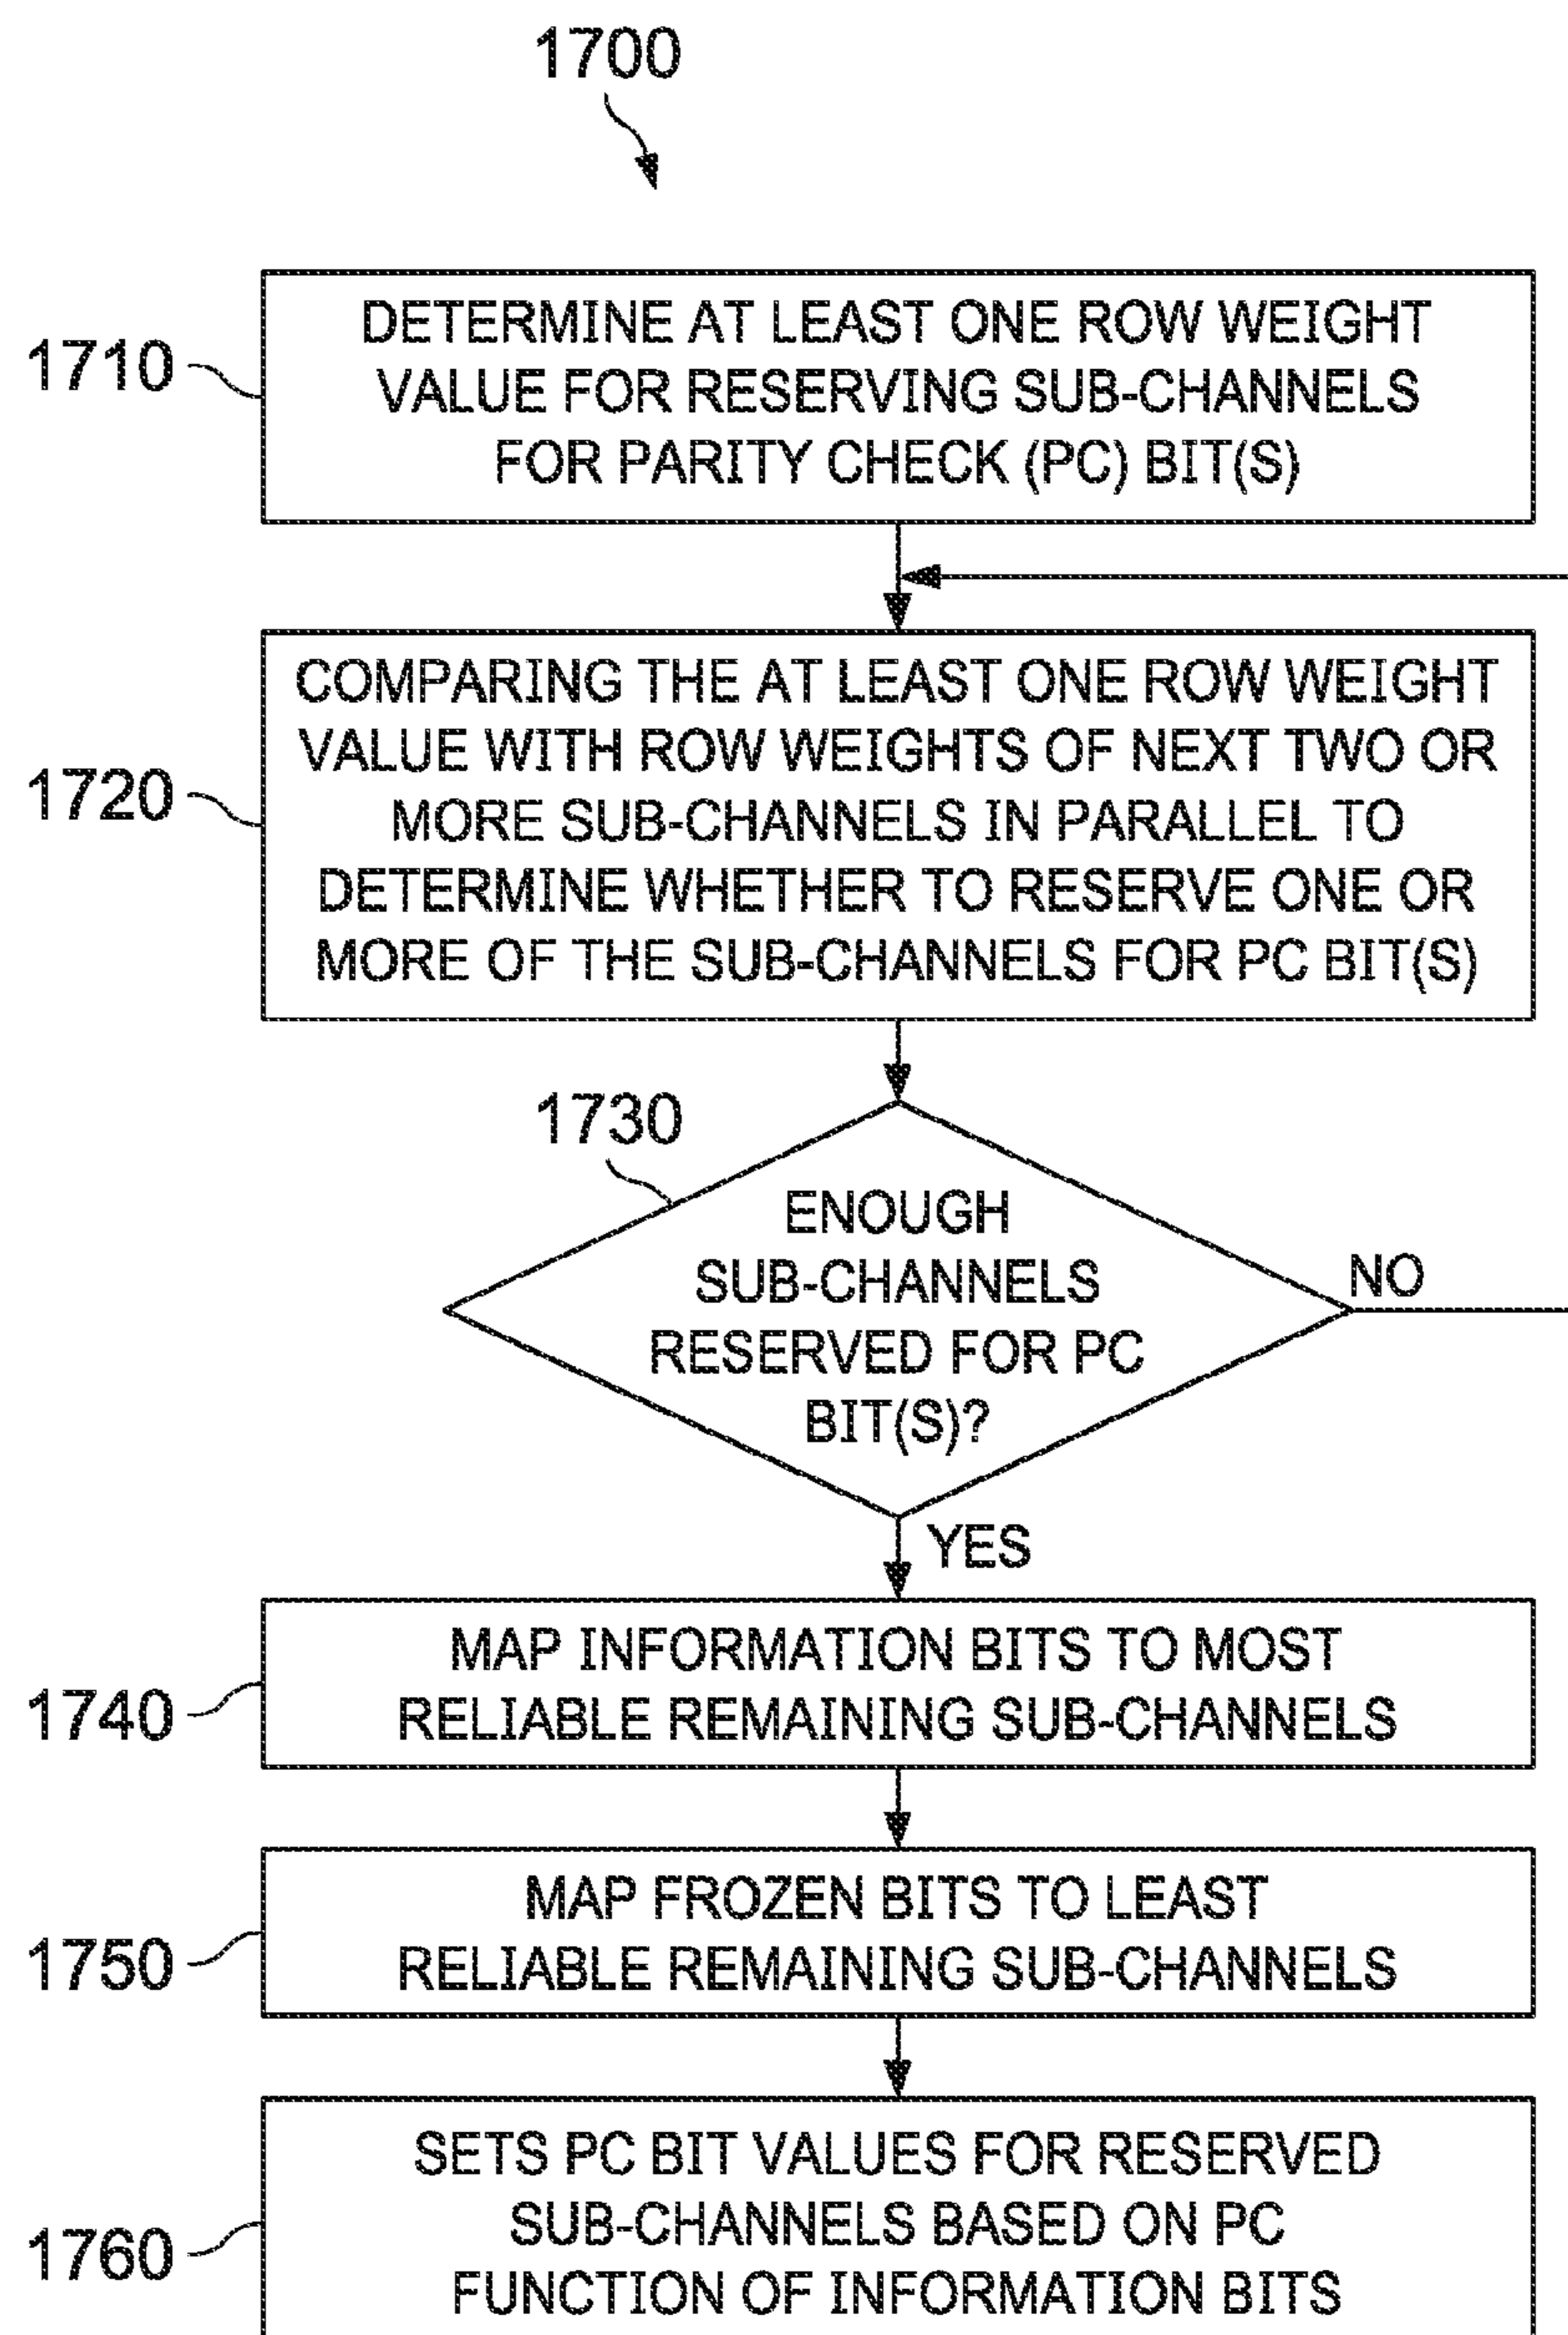 1700
1710
DETERMINE AT LEAST ONE ROW WEIGHT
VALUE FOR RESERVING SUB-CHANNELS
FOR PARITY CHECK (PC) BIT(S)
1720
COMPARING THE AT LEAST ONE ROW WEIGHT
VALUE WITH ROW WEIGHTS OF NEXT TWO OR
MORE SUB-CHANNELS IN PARALLEL TO
DETERMINE WHETHER TO RESERVE ONE OR
MORE OF THE SUB-CHANNELS FOR PC BIT(S)
1730
ENOUGH
SUB-CHANNELS
RESERVED FOR PC
BIT(S)?
NO
YES
1740
MAP INFORMATION BITS TO MOST
RELIABLE REMAINING SUB-CHANNELS
1750
MAP FROZEN BITS TO LEAST
RELIABLE REMAINING SUB-CHANNELS
1760
SETS PC BIT VALUES FOR RESERVED
SUB-CHANNELS BASED ON PC
FUNCTION OF INFORMATION BITS